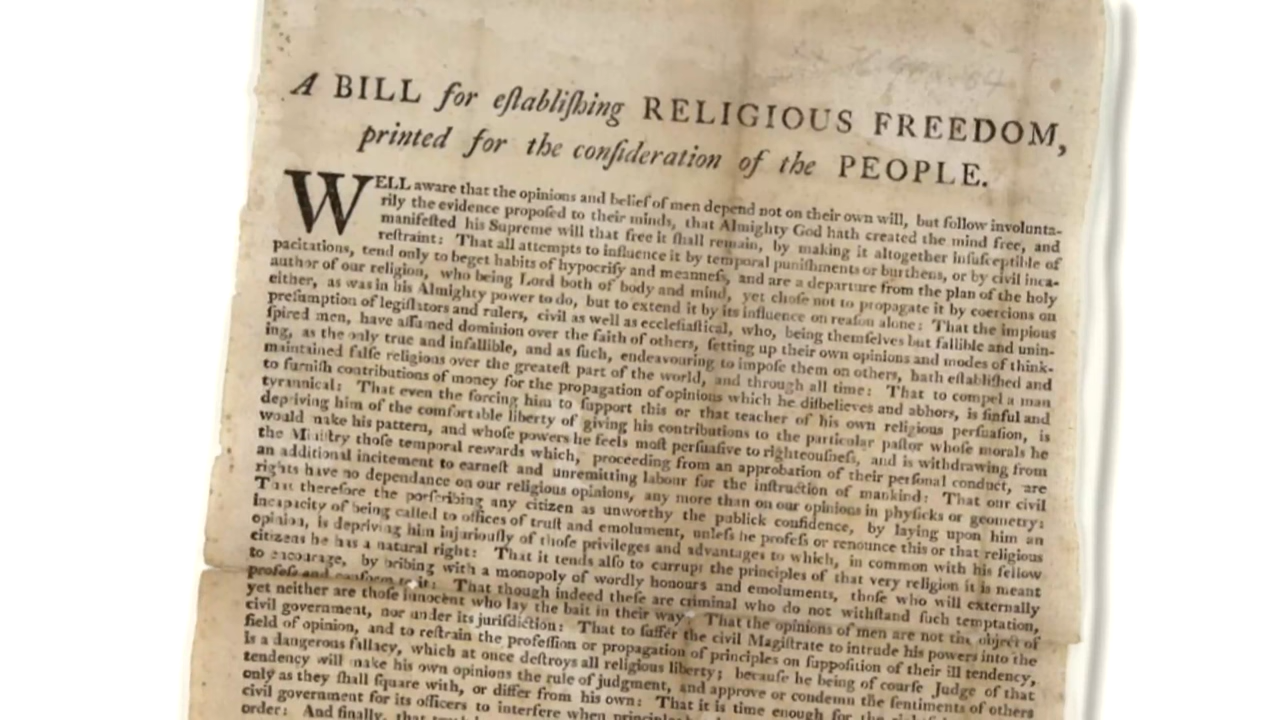 A BILL for eſtabliſhing RELIGIOUS FREEDOM,
printed for the conſideration of the PEOPLE.
WELL aware that the opinions and belief of men depend not on their own will, but follow involunta-
rily the evidence propoſed to their minds, that Almighty God hath created the mind free, and
manifeſted his Supreme will that free it ſhall remain, by making it altogether inſuſceptible of
reſtraint: That all attempts to influence it by temporal puniſhments or burthens, or by civil inca-
pacitations, tend only to beget habits of hypocriſy and meanneſs, and are a departure from the plan of the holy
author of our religion, who being Lord both of body and mind, yet choſe not to propagate it by coercions on
either, as was in his Almighty power to do, but to extend it by its influence on reaſon alone: That the impious
preſumption of legiſlators and rulers, civil as well as eccleſiaſtical, who, being themſelves but fallible and unin-
ſpired men, have aſſumed dominion over the faith of others, ſetting up their own opinions and modes of think-
ing, as the only true and infallible, and as ſuch, endeavouring to impoſe them on others, hath eſtabliſhed and
maintained falſe religions over the greateſt part of the world, and through all time: That to compel a man
to furniſh contributions of money for the propagation of opinions which he diſbelieves and abhors, is ſinful and
tyrannical: That even the forcing him to ſupport this or that teacher of his own religious perſuaſion, is
depriving him of the comfortable liberty of giving his contributions to the particular paſtor whoſe morals he
would make his pattern, and whoſe powers he feels moſt perſuaſive to righteouſneſs, and is withdrawing from
the Miniſtry thoſe temporal rewards which, proceeding from an approbation of their perſonal conduct, are
an additional incitement to earneſt and unremitting labour for the inſtruction of mankind: That our civil
rights have no dependance on our religious opinions, any more than on our opinions in phyſicks or geometry:
That therefore the porſcribing any citizen as unworthy the publick confidence, by laying upon him an
incapacity of being called to offices of truſt and emolument, unleſs he profeſs or renounce this or that religious
opinion, is depriving him injuriouſly of thoſe privileges and advantages to which, in common with his fellow
citizens he has a natural right: That it tends alſo to currupt the principles of that very religion it is meant
to encourage, by bribing with a monopoly of wordly honours and emoluments, thoſe who will externally
profeſs and conform to it: That though indeed theſe are criminal who do not withſtand ſuch temptation,
yet neither are thoſe innocent who lay the bait in their way: That the opinions of men are not the object of
civil government, nor under its juriſdiction: That to ſuffer the civil Magiſtrate to intrude his powers into the
field of opinion, and to reſtrain the profeſſion or propagation of principles on ſuppoſition of their ill tendency,
is a dangerous fallacy, which at once deſtroys all religious liberty; becauſe he being of courſe Judge of that
tendency will make his own opinions the rule of judgment, and approve or condemn the ſentiments of others
only as they ſhall ſquare with, or differ from his own: That it is time enough for the
civil government for its officers to interfere when
order: And finally, that